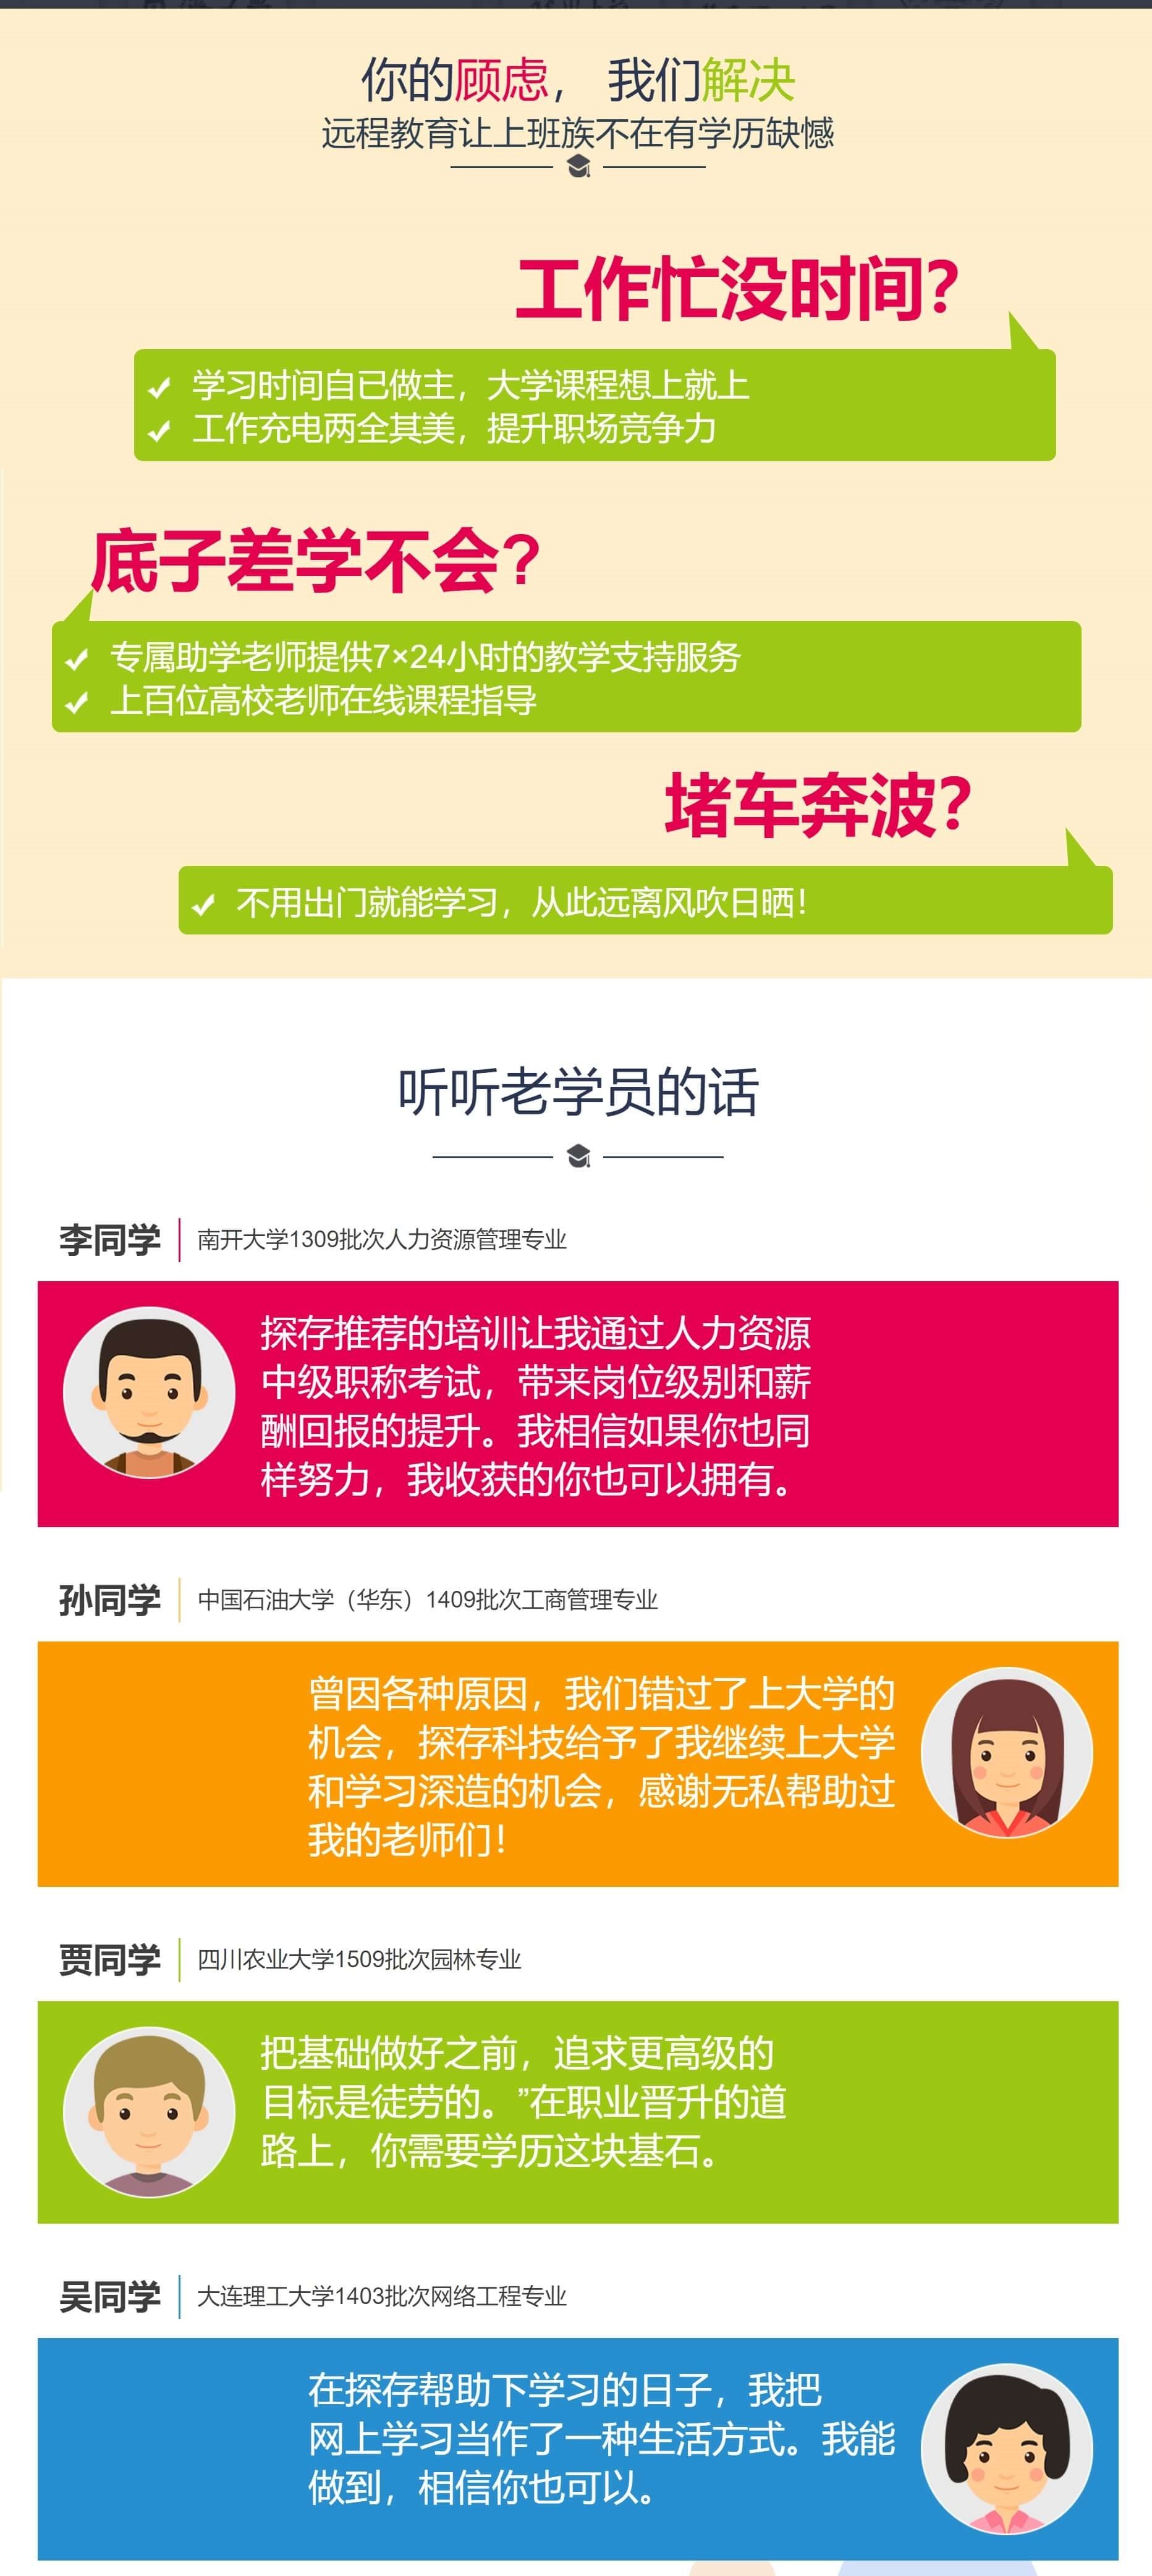 你的顾虑， 我们解决
远程教育让上班族不在有学历缺憾
工作忙没时间?
学习时间自已做主，大学课程想上就上
工作充电两全其美，提升职场竞争力
底子差学不会?
专属助学老师提供7×24小时的教学支持服务
上百位高校老师在线课程指导
堵车奔波?
不用出门就能学习，从此远离风吹日晒！
听听老学员的话
李同学 南开大学1309批次人力资源管理专业
探存推荐的培训让我通过人力资源
中级职称考试，带来岗位级别和薪
酬回报的提升。我相信如果你也同
样努力，我收获的你也可以拥有。
孙同学 中国石油大学（华东）1409批次工商管理专业
曾因各种原因，我们错过了上大学的
机会，探存科技给予了我继续上大学
和学习深造的机会，感谢无私帮助过
我的老师们！
贾同学 四川农业大学1509批次园林专业
把基础做好之前，追求更高级的
目标是徒劳的。”在职业晋升的道
路上，你需要学历这块基石。
吴同学 大连理工大学1403批次网络工程专业
在探存帮助下学习的日子，我把
网上学习当作了一种生活方式。我能
做到，相信你也可以。